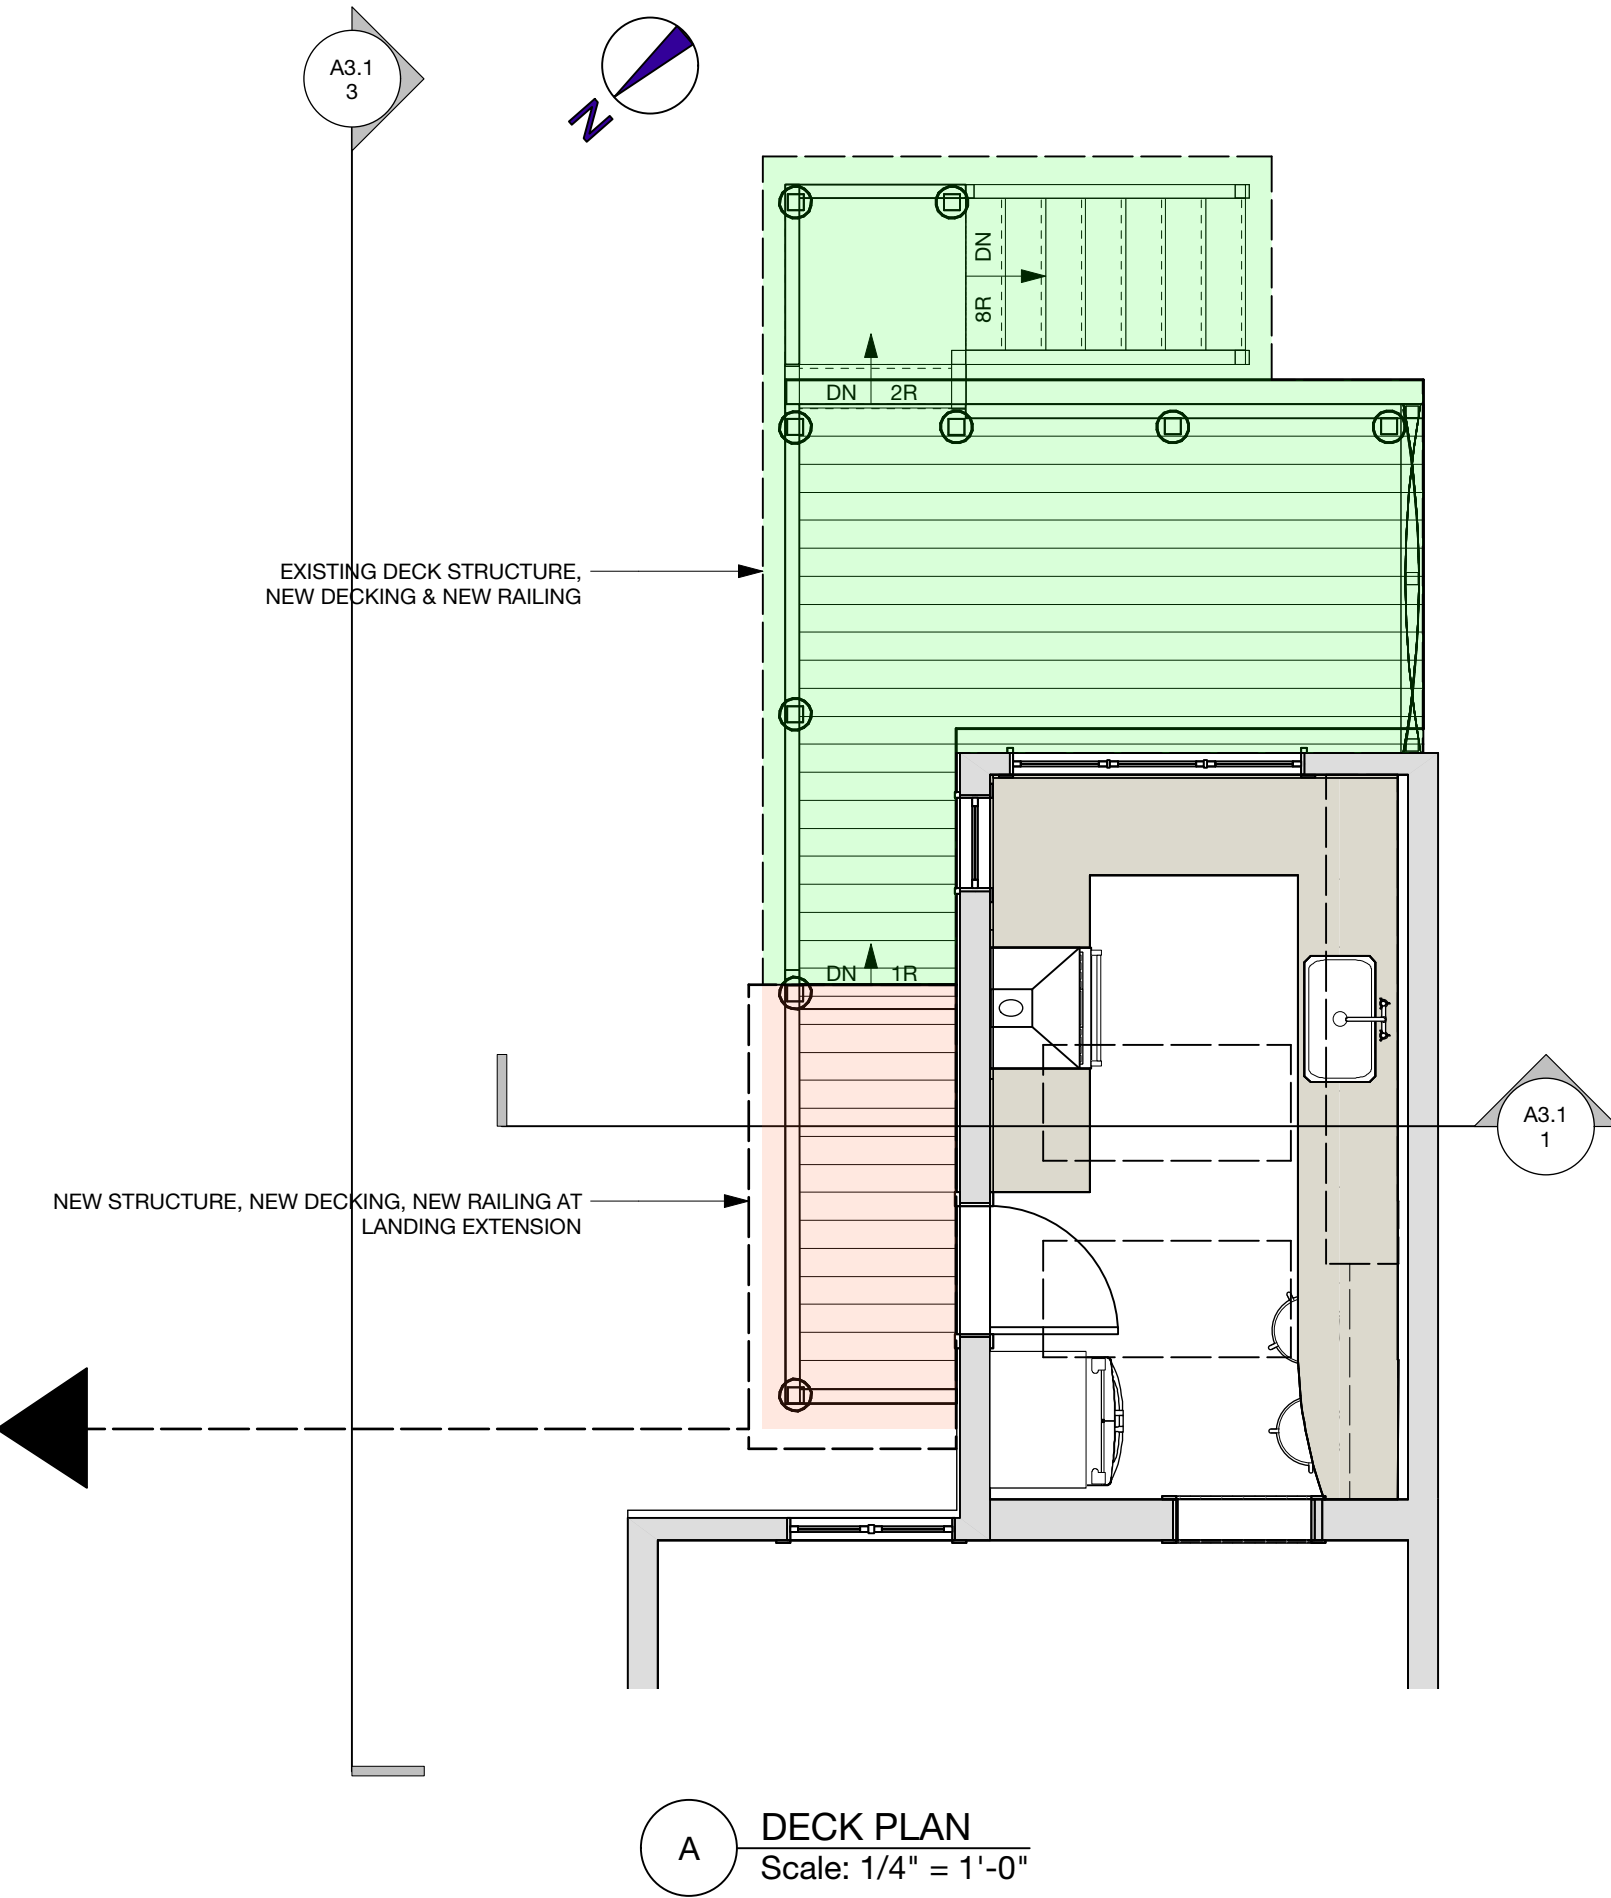 A3.1
3
N
DN
8R
DN 2R
EXISTING DECK STRUCTURE,
NEW DECKING & NEW RAILING
DN 1R
A3.1
1
NEW STRUCTURE, NEW DECKING, NEW RAILING AT
LANDING EXTENSION
A
DECK PLAN
Scale: 1/4" = 1'-0"